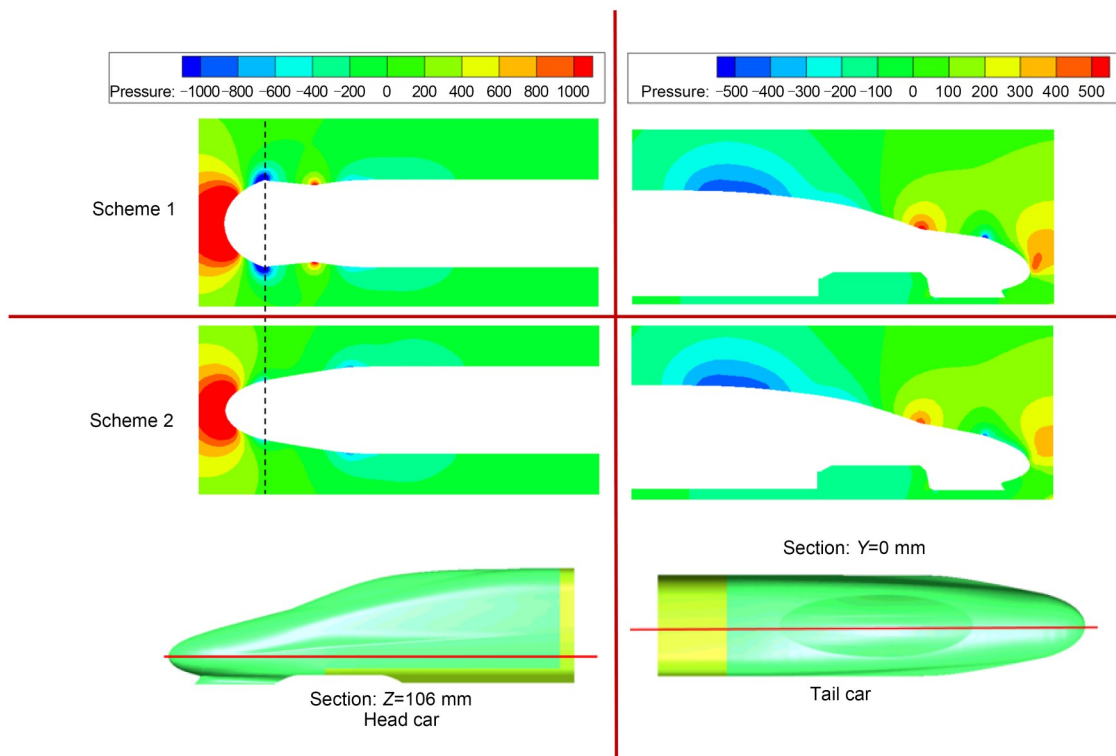 Pressure: -1000 -800 -600 -400 -200 0 200 400 600 800 1000
Pressure: -500 -400 -300 -200 -100 0 100 200 300 400 500
Scheme 1
Scheme 2
Section: Z=106 mm
Head car
Section: Y=0 mm
Tail car